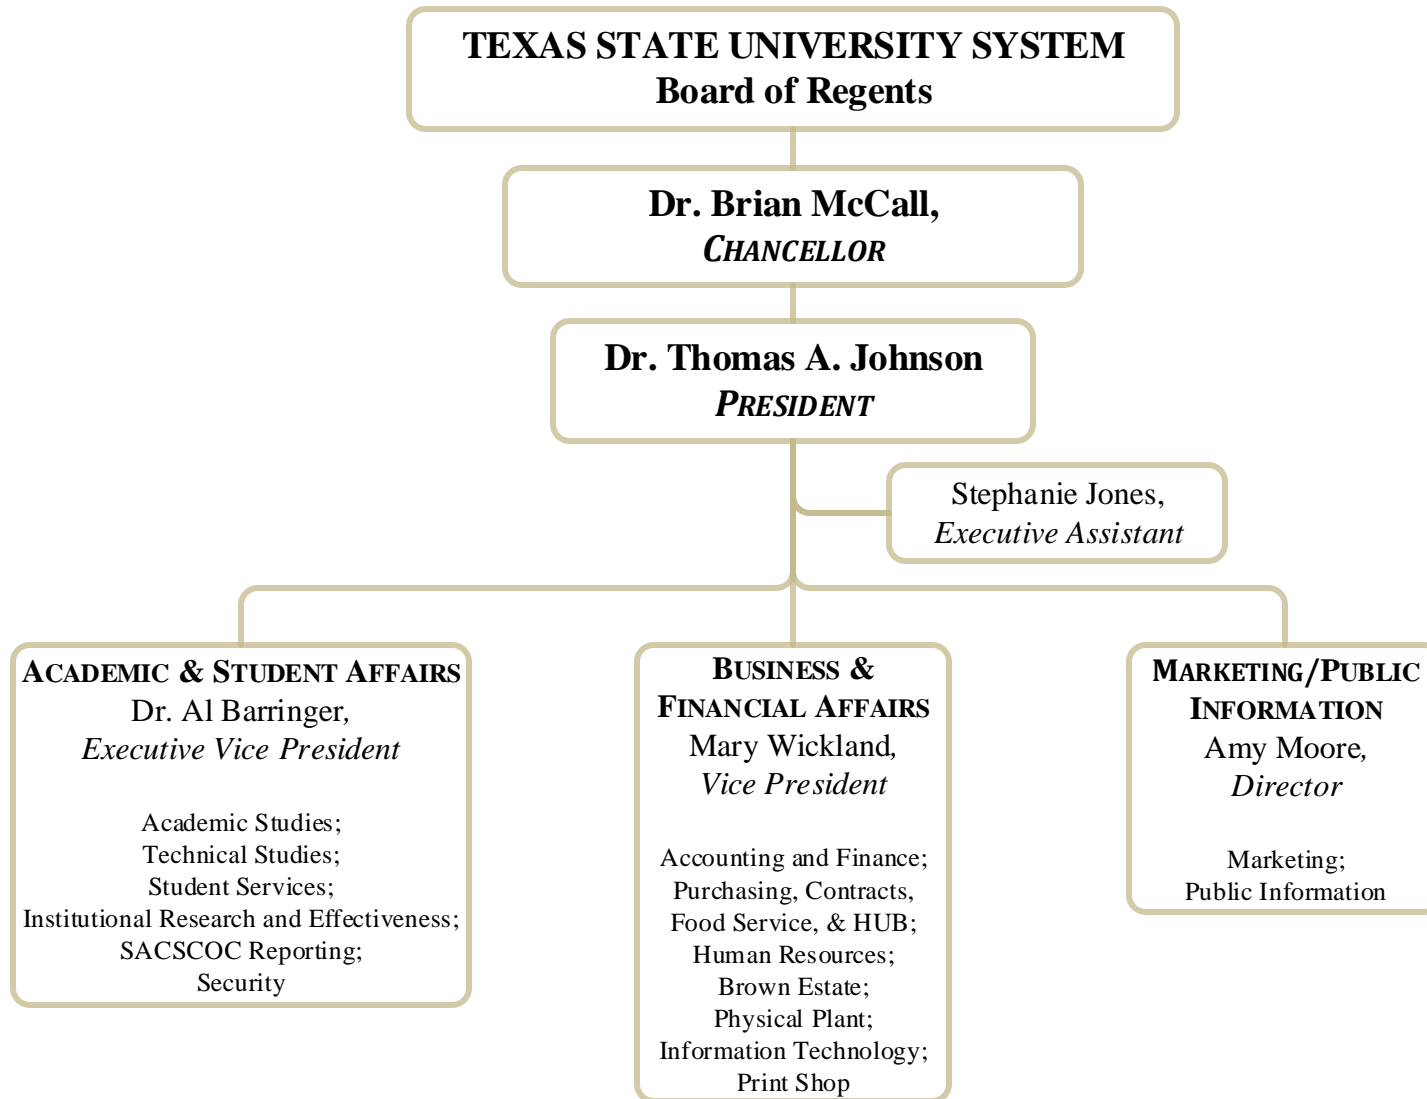 TEXAS STATE UNIVERSITY SYSTEM
Board of Regents
Dr. Brian McCall,
CHANCELLOR
Dr. Thomas A. Johnson
PRESIDENT
Stephanie Jones,
Executive Assistant
ACADEMIC & STUDENT AFFAIRS
Dr. Al Barringer,
Executive Vice President
Academic Studies;
Technical Studies;
Student Services;
Institutional Research and Effectiveness;
SACSCOC Reporting;
Security
BUSINESS &
FINANCIAL AFFAIRS
Mary Wickland,
Vice President
Accounting and Finance;
Purchasing, Contracts,
Food Service, & HUB;
Human Resources;
Brown Estate;
Physical Plant;
Information Technology;
Print Shop
MARKETING/PUBLIC
INFORMATION
Amy Moore,
Director
Marketing;
Public Information